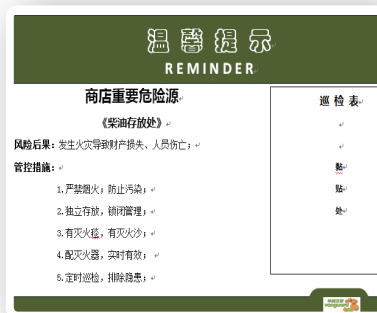 温馨提示
REMINDER
商店重要危险源
《柴油存放处》
风险后果：发生火灾导致财产损失、人员伤亡；
管控措施：
1.严禁烟火；防止污染；
2.独立存放，锁闭管理；
3.有灭火毯，有灭火沙；
4.配灭火器，实时有效；
5.定时巡检，排除隐患；
巡检表
黏
贴
处
vanguard